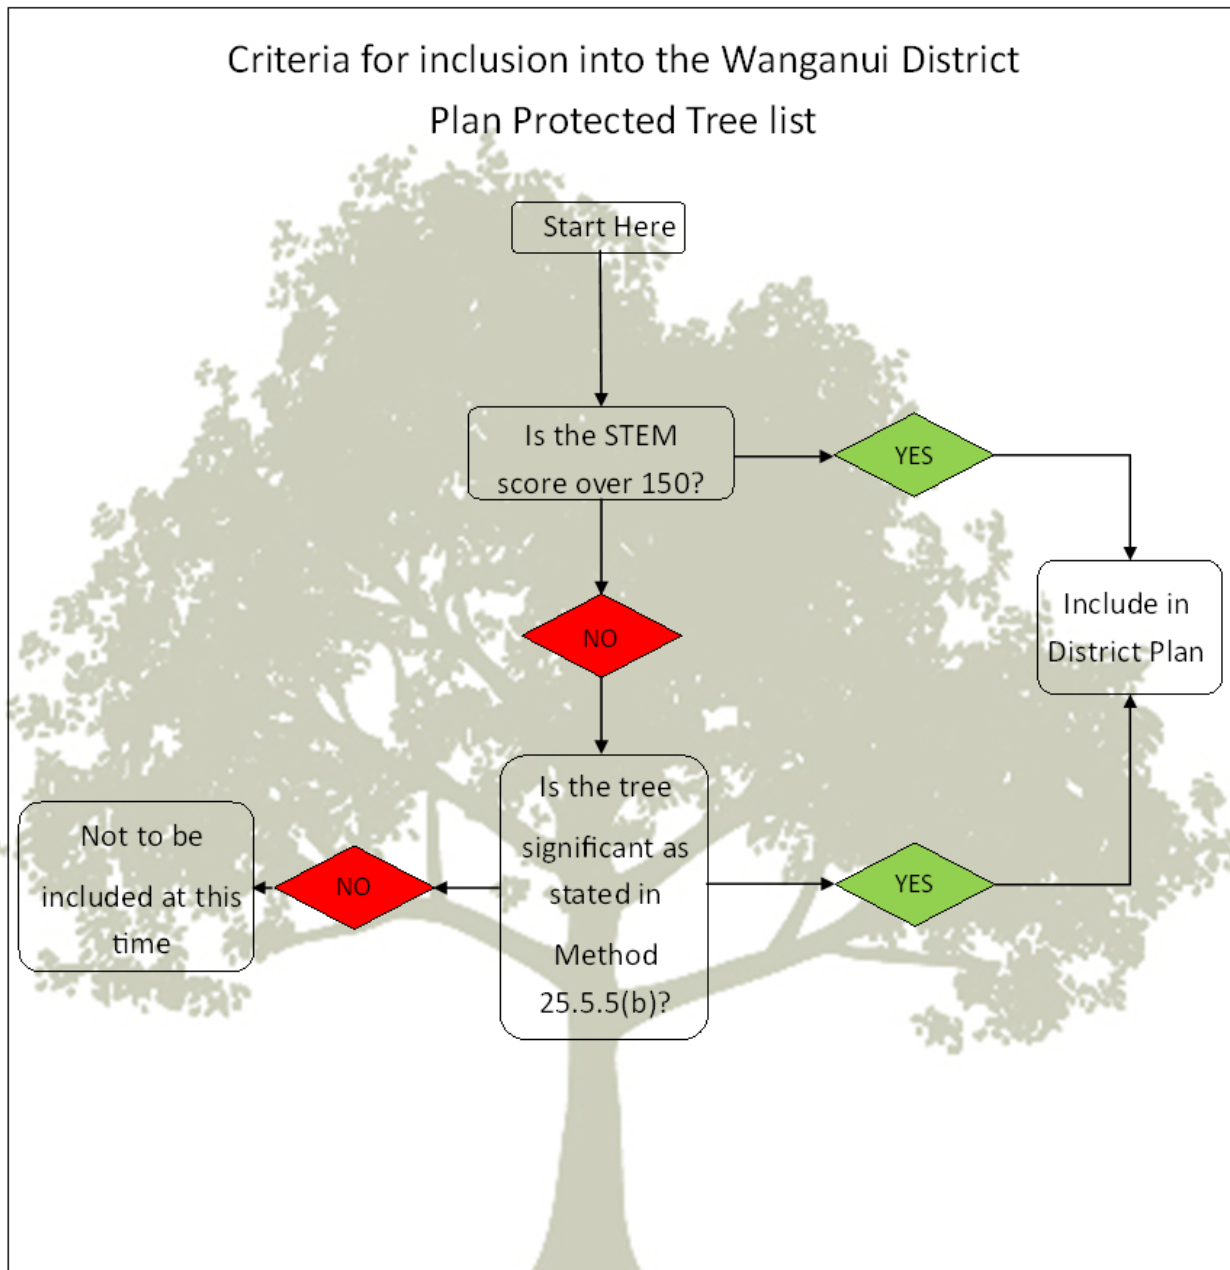 Criteria for inclusion into the Wanganui District
Plan Protected Tree list
Start Here
Is the STEM
score over 150?
YES
Include in
District Plan
NO
Is the tree
significant as
stated in
Method
25.5.5(b)?
YES
NO
Not to be
included at this
time